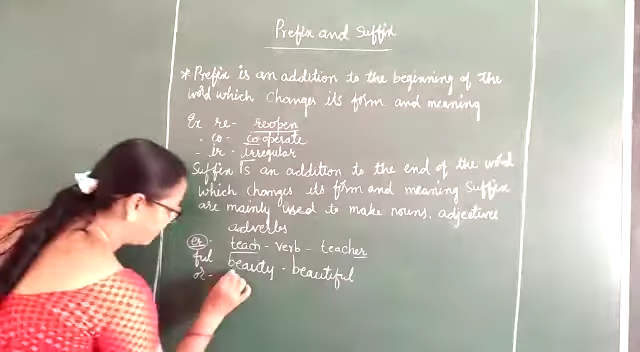 Prefix and Suffix
* Prefix is an addition to the beginning of the
word which changes its form and meaning
Ex - re - reopen
- co - cooperate
- ir - irregular
Suffix is an addition to the end of the word
which changes its form and meaning Suffix
are mainly used to make nouns, adjectives
adverbs
er - teach - verb - teacher
ful beauty - beautiful
or -